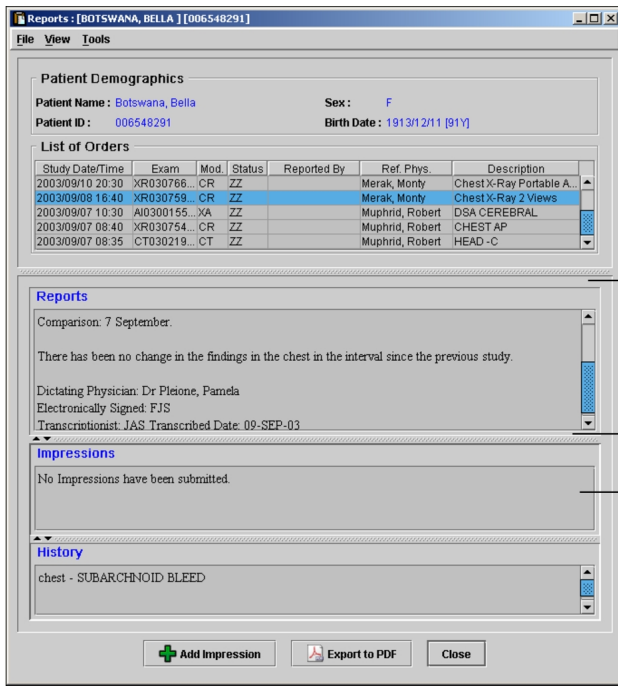 Reports : [BOTSWANA, BELLA ] [006548291]
File View Tools
Patient Demographics
Patient Name : Botswana, Bella Sex : F
Patient ID : 006548291 Birth Date : 1913/12/11 [91Y]
List of Orders
Study Date/Time Exam Mod. Status Reported By Ref. Phys. Description
2003/09/10 20:30 XR030766... CR ZZ Merak, Monty Chest X-Ray Portable A...
2003/09/08 16:40 XR030759... CR ZZ Merak, Monty Chest X-Ray 2 Views
2003/09/07 10:30 AI0300155... XA ZZ Muphrid, Robert DSA CEREBRAL
2003/09/07 08:40 XR030754... CR ZZ Muphrid, Robert CHEST AP
2003/09/07 08:35 CT030219... CT ZZ Muphrid, Robert HEAD -C
Reports
Comparison: 7 September.
There has been no change in the findings in the chest in the interval since the previous study.
Dictating Physician: Dr Pleione, Pamela
Electronically Signed: FJS
Transcriptionist: JAS Transcribed Date: 09-SEP-03
Impressions
No Impressions have been submitted.
History
chest - SUBARCHNOID BLEED
Add Impression Export to PDF Close